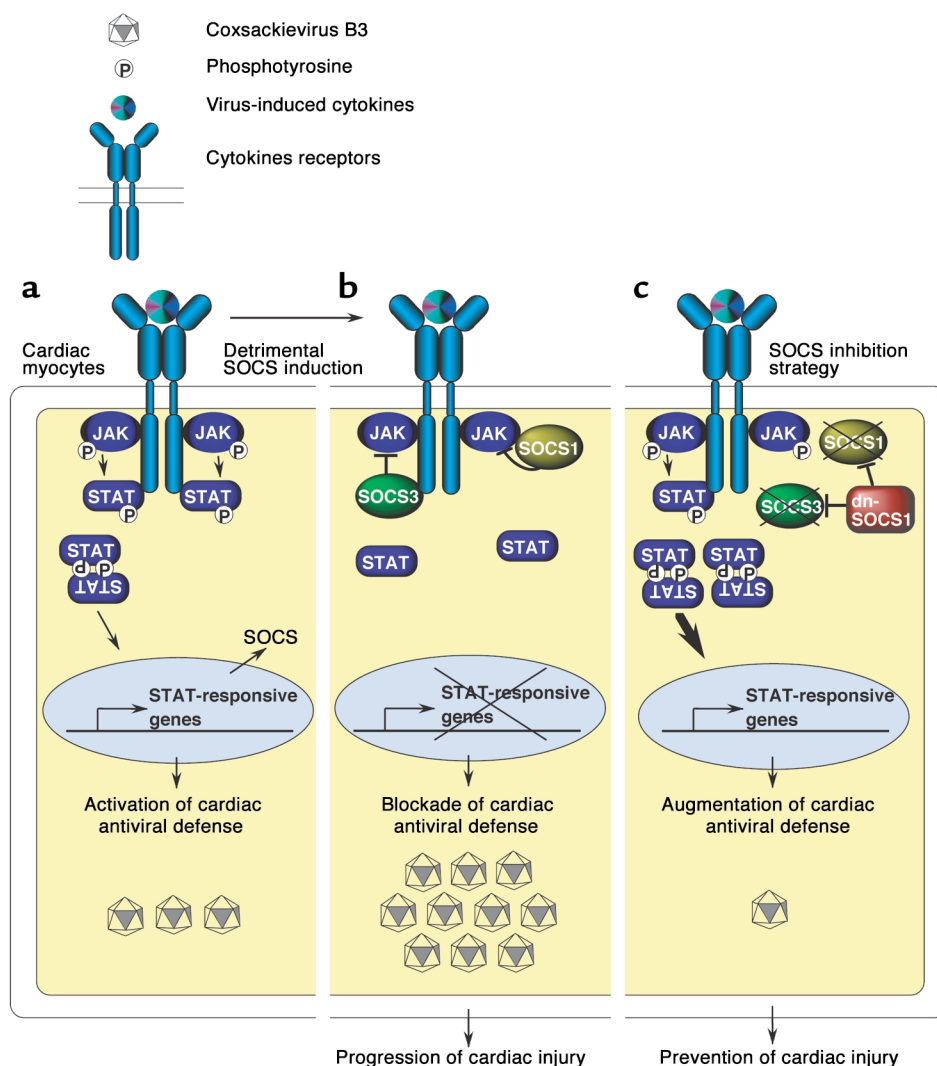 Coxsackievirus B3
P
Phosphotyrosine
Virus-induced cytokines
Cytokines receptors
a
b
c
Cardiac
myocytes
Detrimental
SOCS induction
SOCS inhibition
strategy
JAK
JAK
P
P
STAT
STAT
P
P
STAT
P
P
STAT
SOCS
STAT-responsive
genes
Activation of cardiac
antiviral defense
JAK
JAK
SOCS1
SOCS3
STAT
STAT
STAT-responsive
genes
Blockade of cardiac
antiviral defense
Progression of cardiac injury
JAK
JAK
P
P
SOCS1
STAT
P
SOCS3
dn-
SOCS1
STAT
P
P
STAT
STAT
P
P
STAT
STAT-responsive
genes
Augmentation of cardiac
antiviral defense
Prevention of cardiac injury